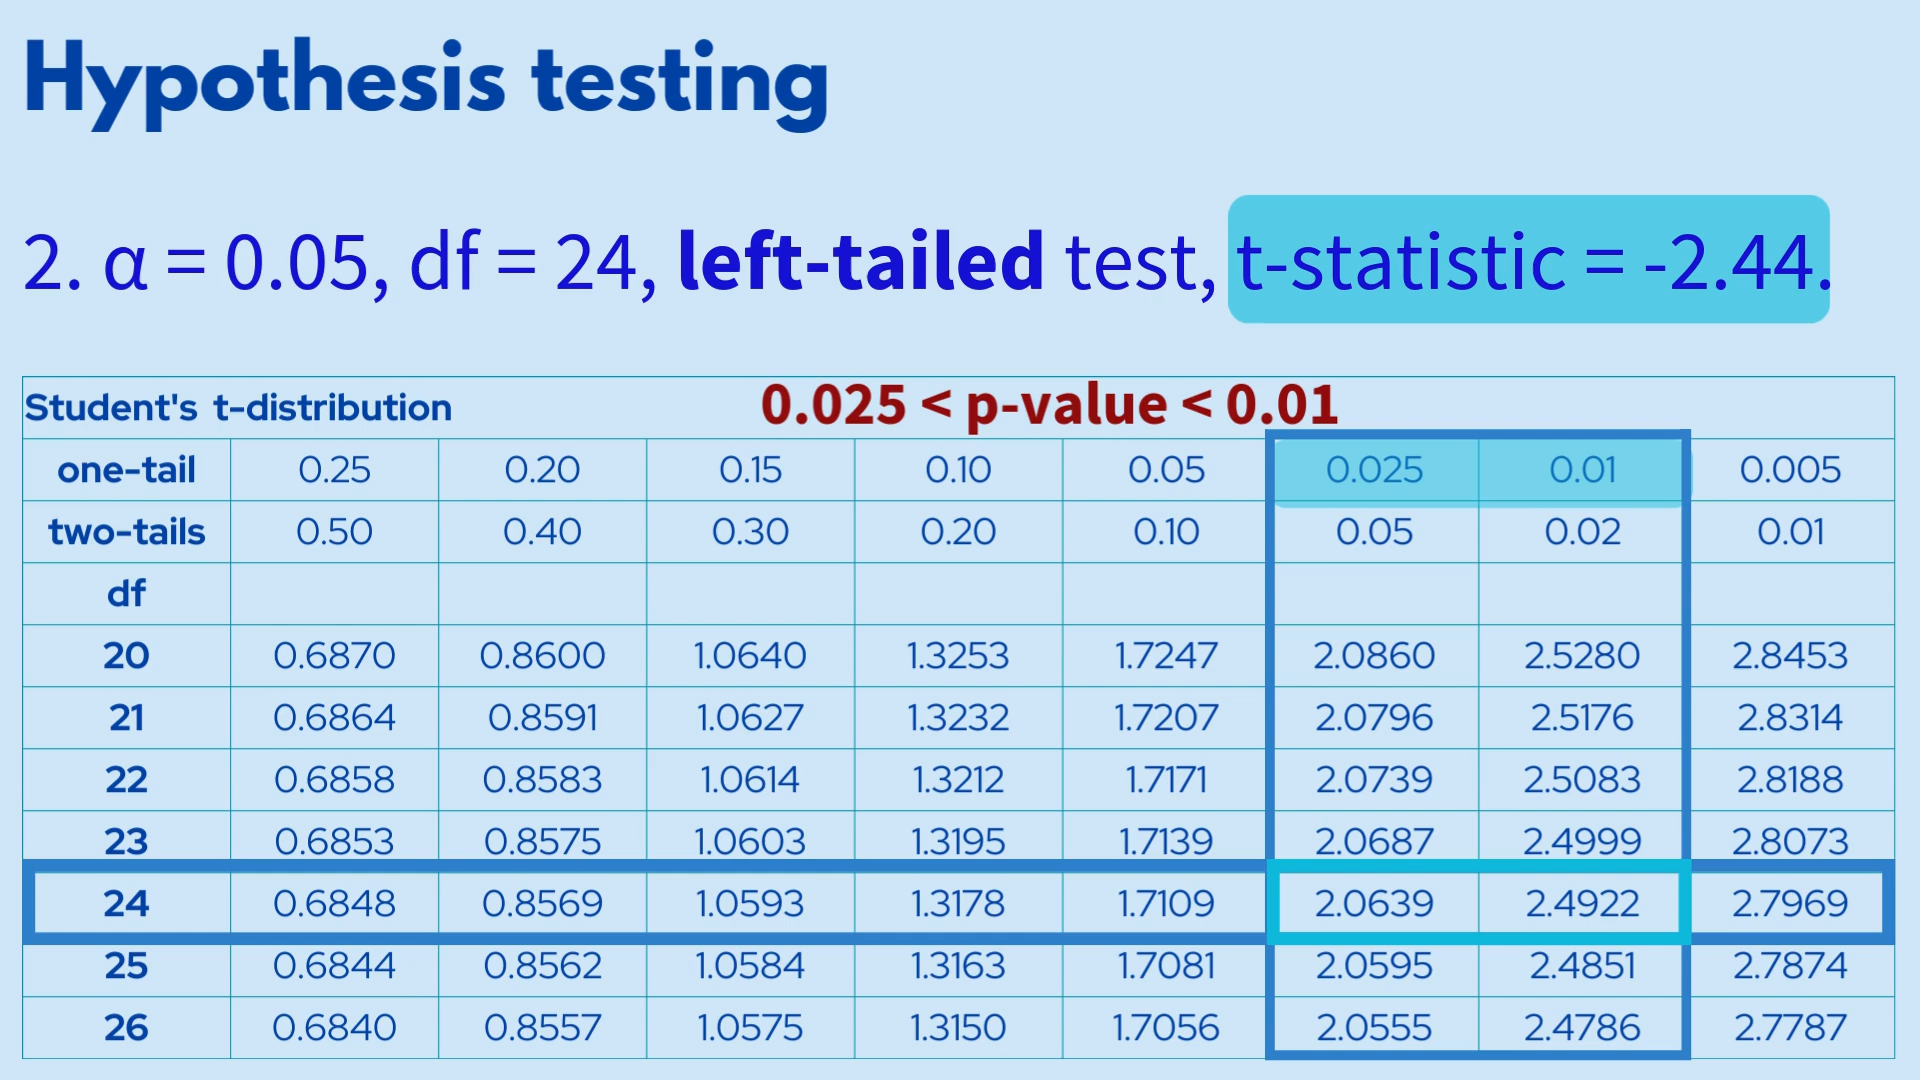 Hypothesis testing
2. α = 0.05, df = 24, left-tailed test, t-statistic = -2.44.
Student's t-distribution 0.025 < p-value < 0.01
one-tail 0.25 0.20 0.15 0.10 0.05 0.025 0.01 0.005
two-tails 0.50 0.40 0.30 0.20 0.10 0.05 0.02 0.01
df
20 0.6870 0.8600 1.0640 1.3253 1.7247 2.0860 2.5280 2.8453
21 0.6864 0.8591 1.0627 1.3232 1.7207 2.0796 2.5176 2.8314
22 0.6858 0.8583 1.0614 1.3212 1.7171 2.0739 2.5083 2.8188
23 0.6853 0.8575 1.0603 1.3195 1.7139 2.0687 2.4999 2.8073
24 0.6848 0.8569 1.0593 1.3178 1.7109 2.0639 2.4922 2.7969
25 0.6844 0.8562 1.0584 1.3163 1.7081 2.0595 2.4851 2.7874
26 0.6840 0.8557 1.0575 1.3150 1.7056 2.0555 2.4786 2.7787